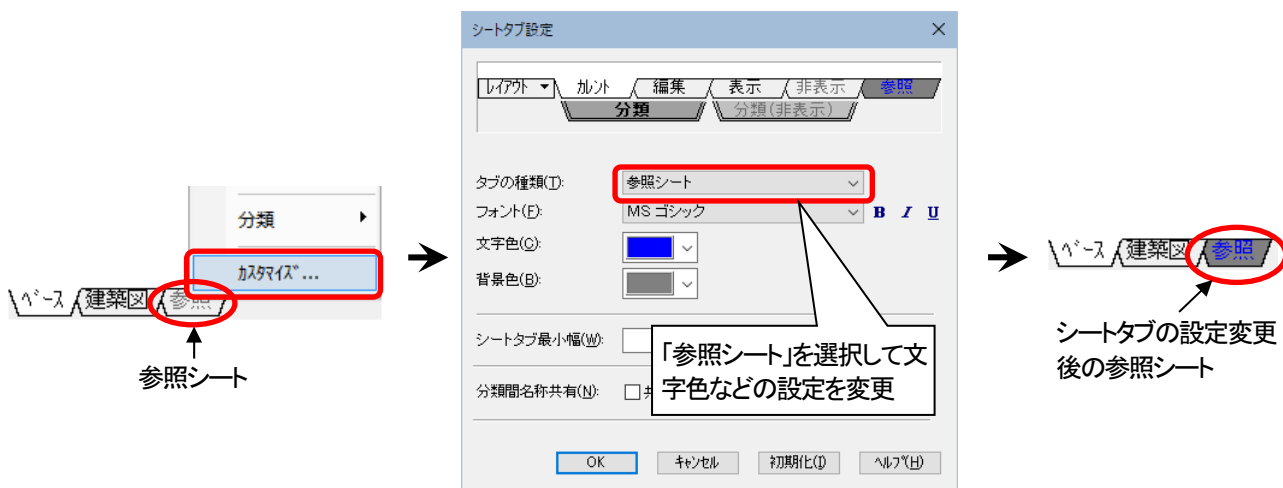 分類
カスタマイズ...
ベース
建築図
参照
参照シート
シートタブ設定
レイアウト
カレント
編集
表示
非表示
参照
分類
分類(非表示)
タブの種類(T):
参照シート
フォント(F):
MS ゴシック
B I U
文字色(C):
背景色(B):
シートタブ最小幅(W):
分類間名称共有(N):
「参照シート」を選択して文
字色などの設定を変更
OK
キャンセル
初期化(I)
ヘルプ(H)
ベース
建築図
参照
シートタブの設定変更
後の参照シート